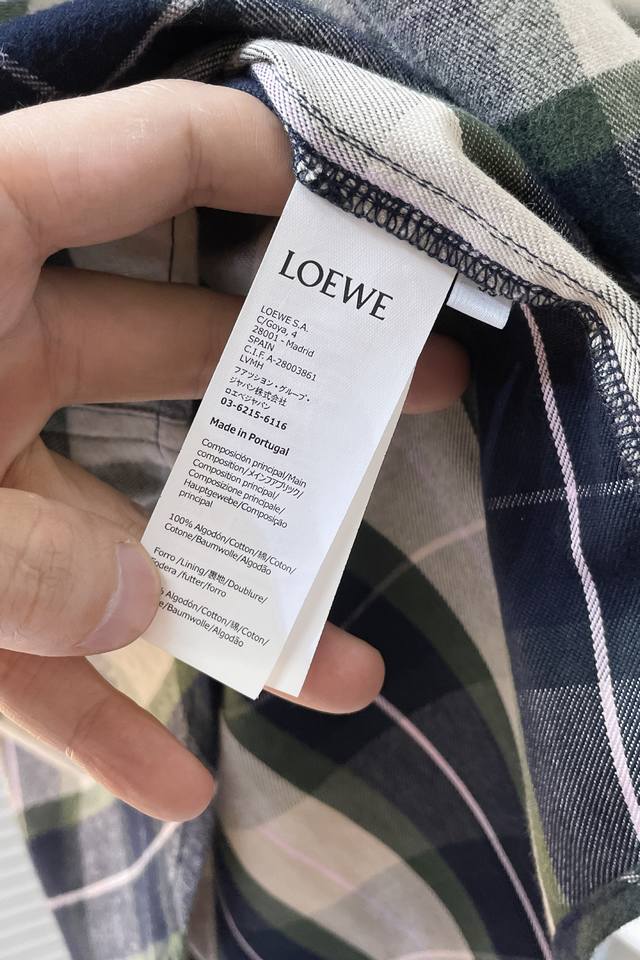 LOEWE
LOEWE S.A.
C/Goya, 4
28001 - Madrid
SPAIN
C.I.F. A-28003861
LVMH
ファッション・グループ・
ジャパン株式会社
ロエベジャパン
03-6215-6116
Made in Portugal
Composición principal/Main
composition/メインファブリック/
Composition principal/
Composizione principale/
Hauptgewebe/Composição
principal
100% Algodón/Cotton/綿/Coton/
Cotone/Baumwolle/Algodão
Forro/Lining/裏地/Doublure/
/futter/forro
Algodón/Cotton/綿/Coton/
/Baumwolle/Algodão